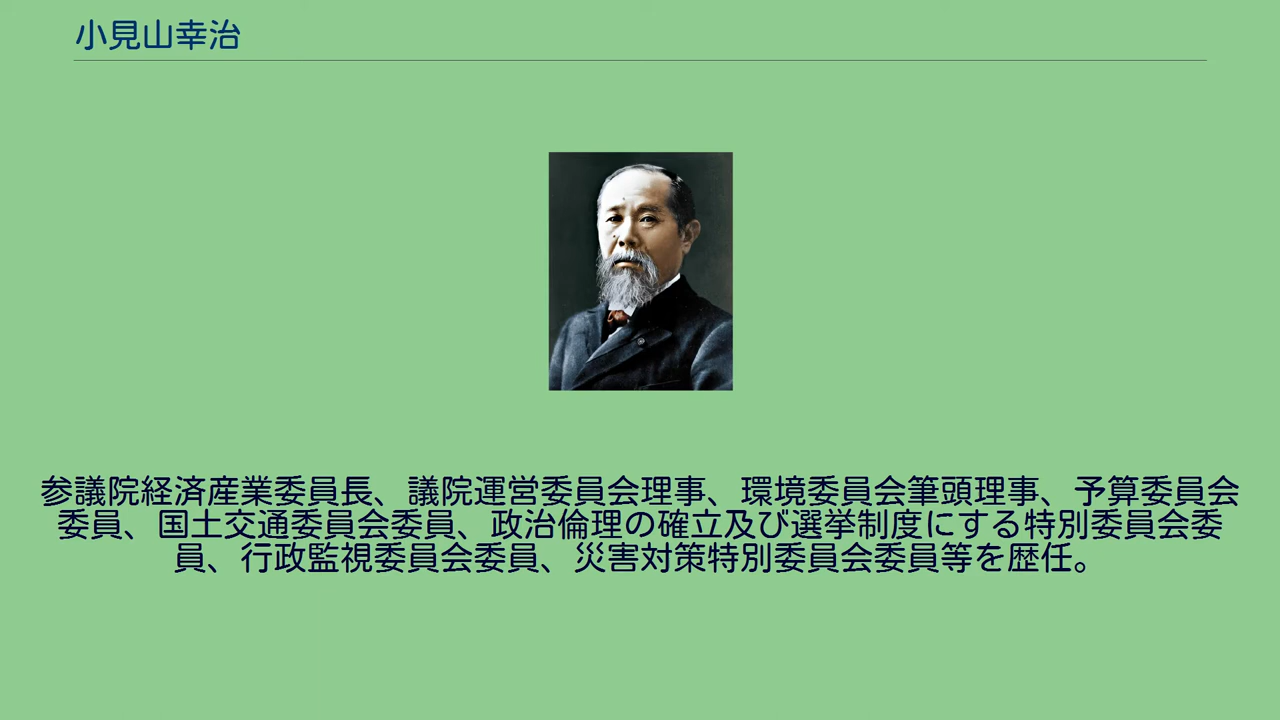 小見山幸治
参議院経済産業委員長、議院運営委員会理事、環境委員会筆頭理事、予算委員会
委員、国土交通委員会委員、政治倫理の確立及び選挙制度にする特別委員会委
員、行政監視委員会委員、災害対策特別委員会委員等を歴任。